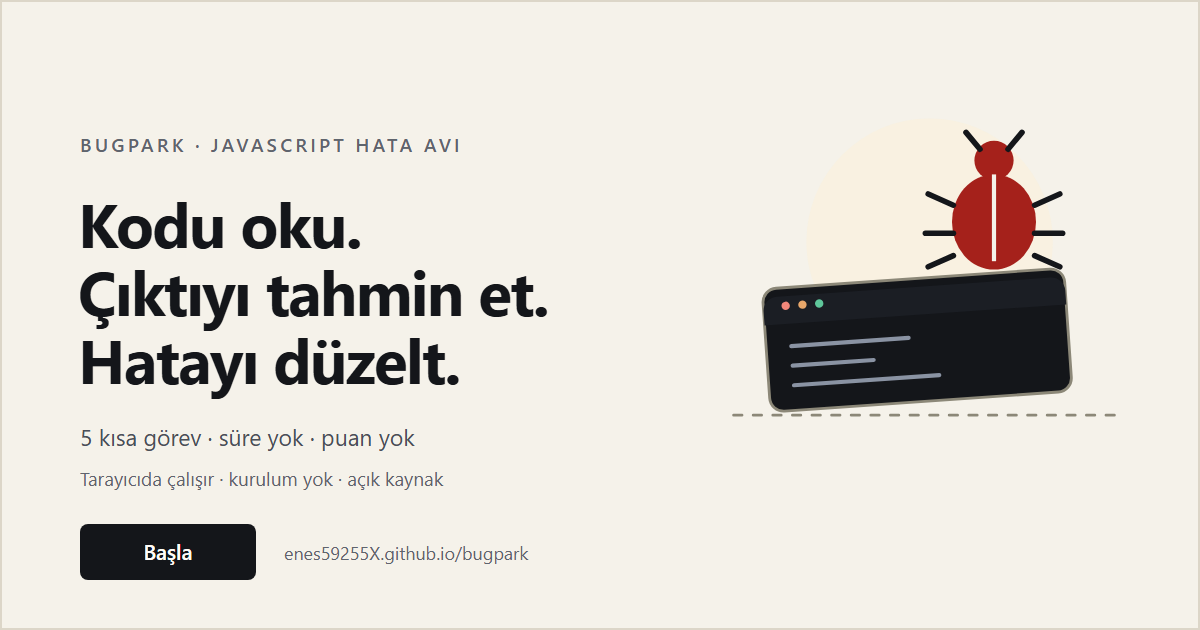 BUGPARK · JAVASCRIPT HATA AVI
Kodu oku.
Çıktıyı tahmin et.
Hatayı düzelt.
5 kısa görev · süre yok · puan yok
Tarayıcıda çalışır · kurulum yok · açık kaynak
Başla
enes59255X.github.io/bugpark